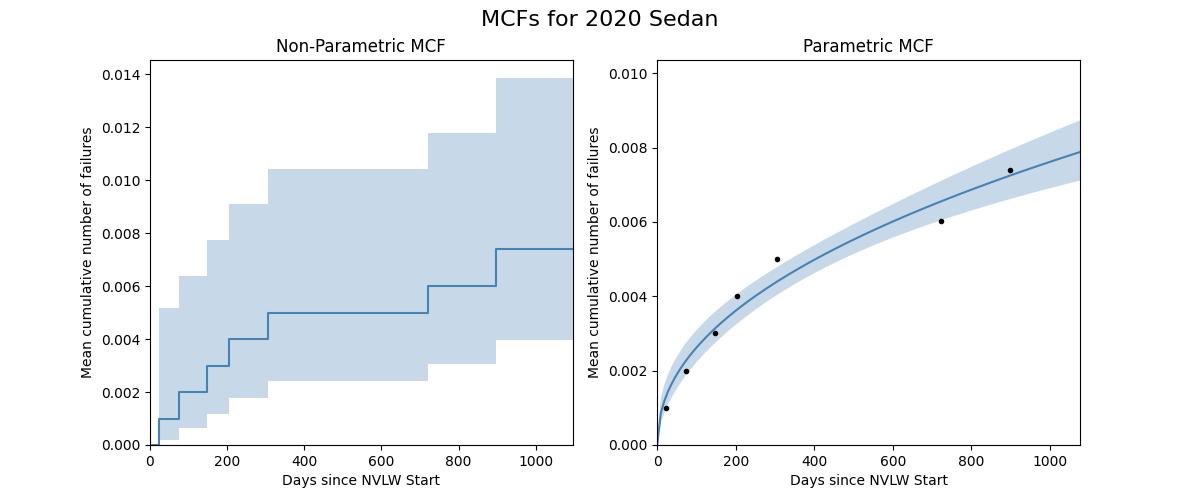 MCFs for 2020 Sedan
Non-Parametric MCF
Mean cumulative number of failures
0.014
0.012
0.010
0.008
0.006
0.004
0.002
0.000
0 200 400 600 800 1000
Days since NVLW Start
Parametric MCF
Mean cumulative number of failures
0.010
0.008
0.006
0.004
0.002
0.000
0 200 400 600 800 1000
Days since NVLW Start